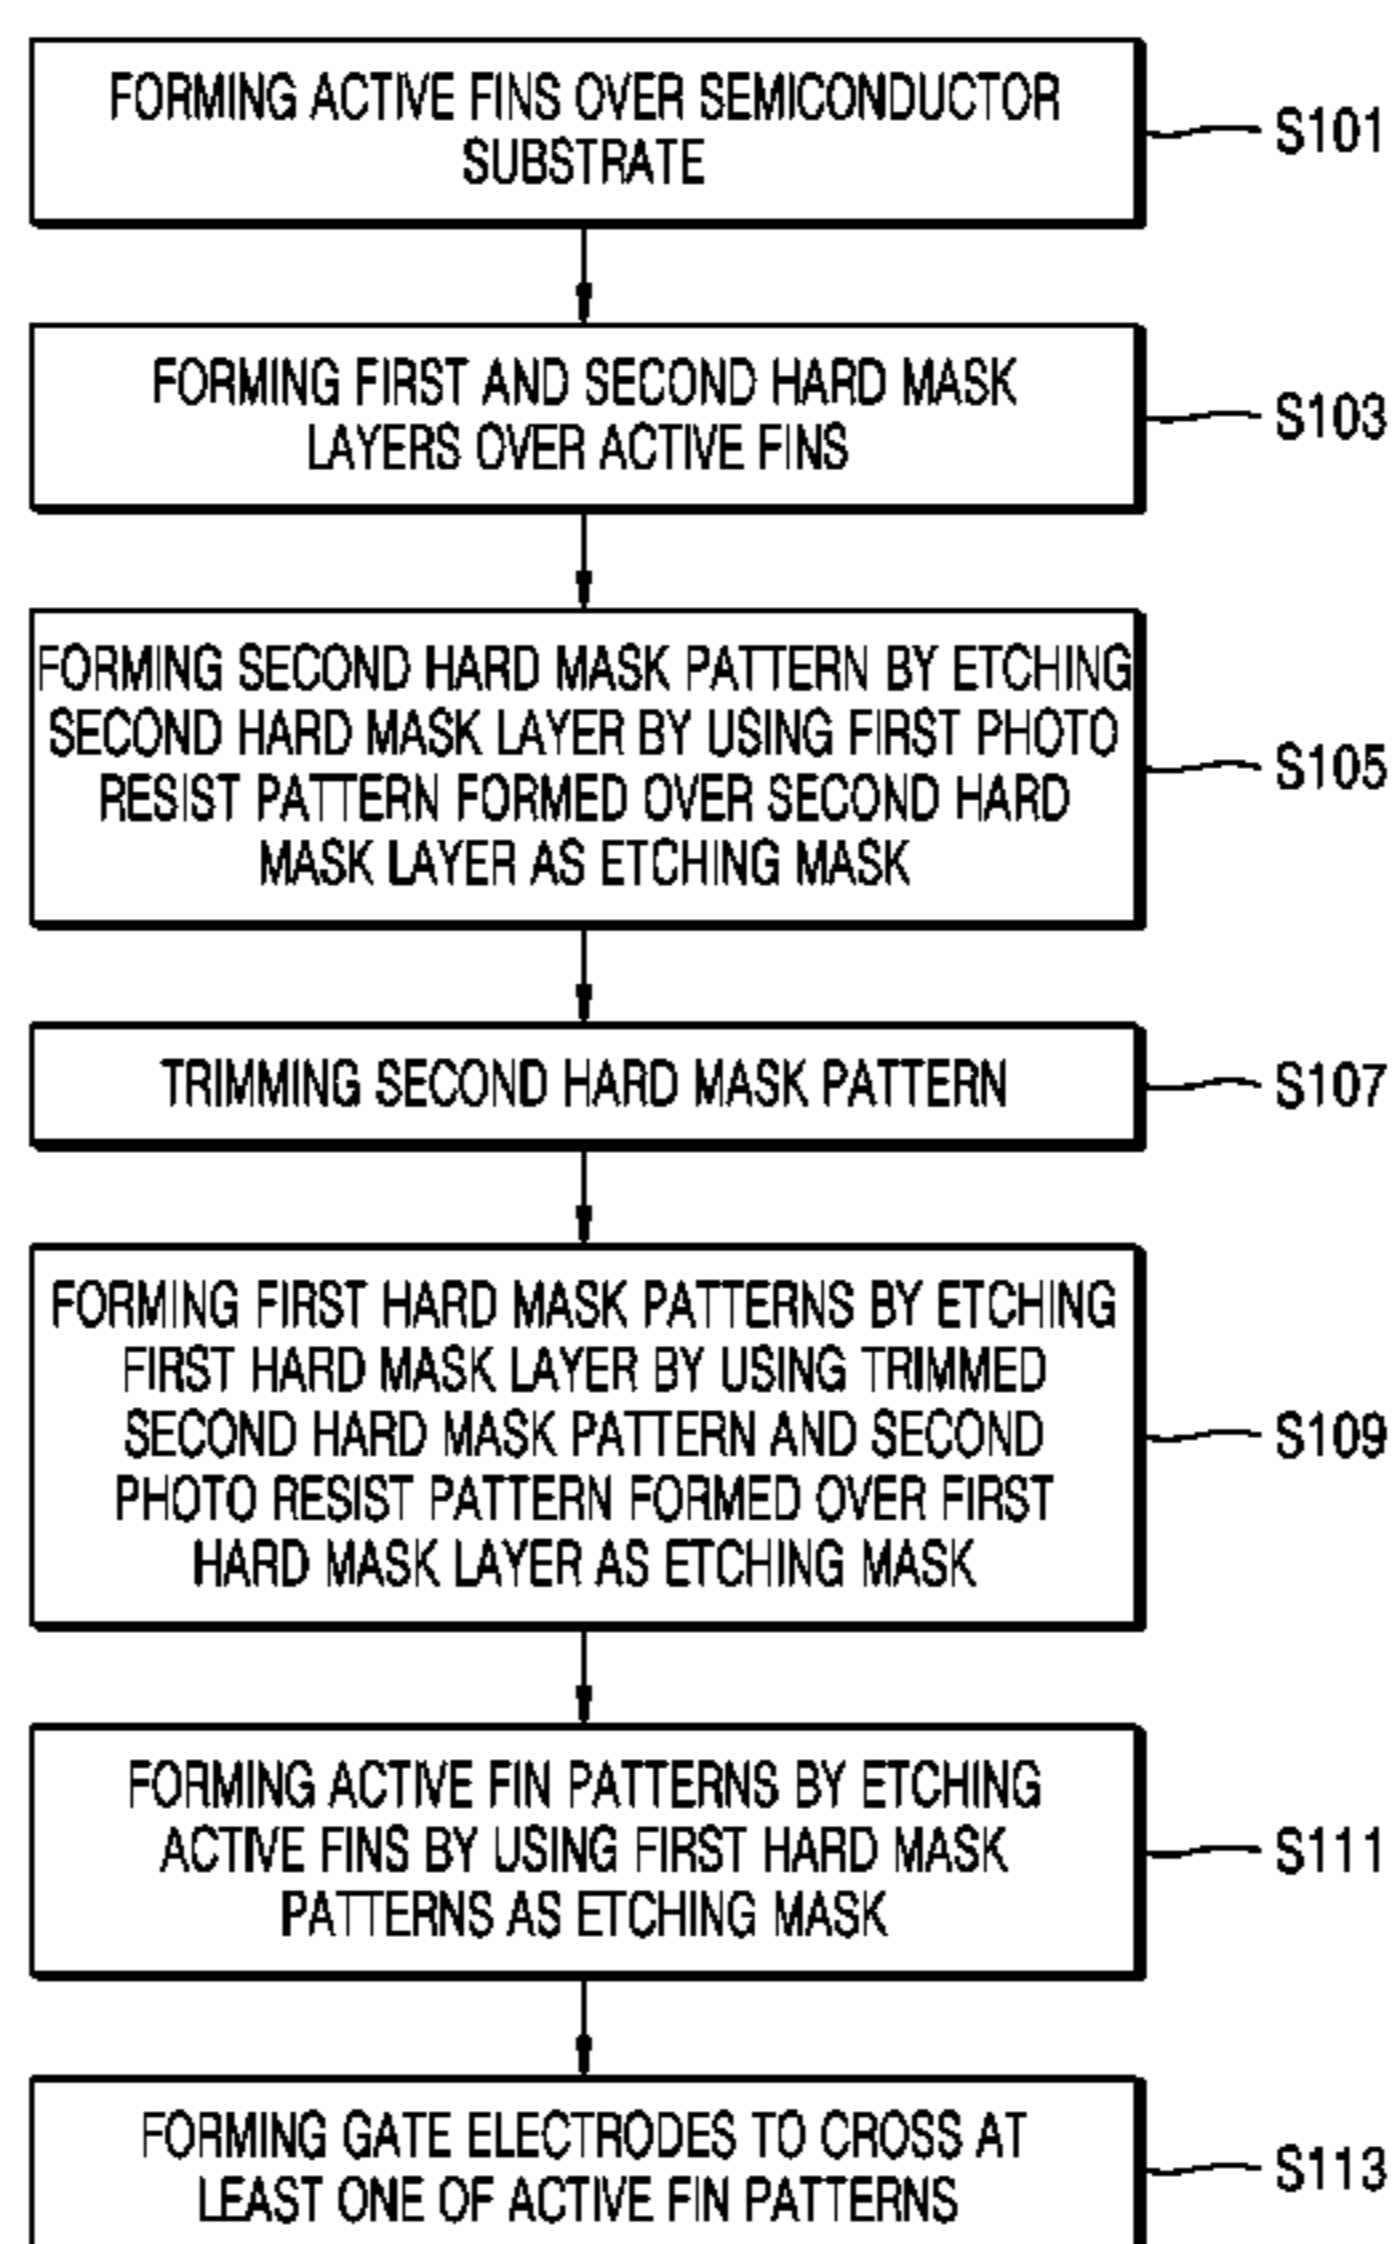 FORMING ACTIVE FINS OVER SEMICONDUCTOR
SUBSTRATE
S101
FORMING FIRST AND SECOND HARD MASK
LAYERS OVER ACTIVE FINS
S103
FORMING SECOND HARD MASK PATTERN BY ETCHING
SECOND HARD MASK LAYER BY USING FIRST PHOTO
RESIST PATTERN FORMED OVER SECOND HARD
MASK LAYER AS ETCHING MASK
S105
TRIMMING SECOND HARD MASK PATTERN
S107
FORMING FIRST HARD MASK PATTERNS BY ETCHING
FIRST HARD MASK LAYER BY USING TRIMMED
SECOND HARD MASK PATTERN AND SECOND
PHOTO RESIST PATTERN FORMED OVER FIRST
HARD MASK LAYER AS ETCHING MASK
S109
FORMING ACTIVE FIN PATTERNS BY ETCHING
ACTIVE FINS BY USING FIRST HARD MASK
PATTERNS AS ETCHING MASK
S111
FORMING GATE ELECTRODES TO CROSS AT
LEAST ONE OF ACTIVE FIN PATTERNS
S113